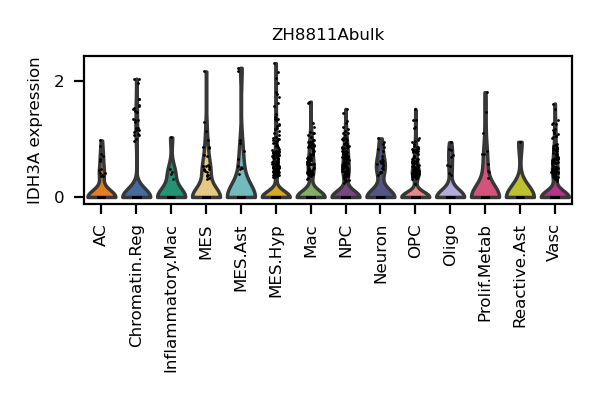 ZH8811Abulk
IDH3A expression
2
0
AC
Chromatin.Reg
Inflammatory.Mac
MES
MES.Ast
MES.Hyp
Mac
NPC
Neuron
OPC
Oligo
Prolif.Metab
Reactive.Ast
Vasc